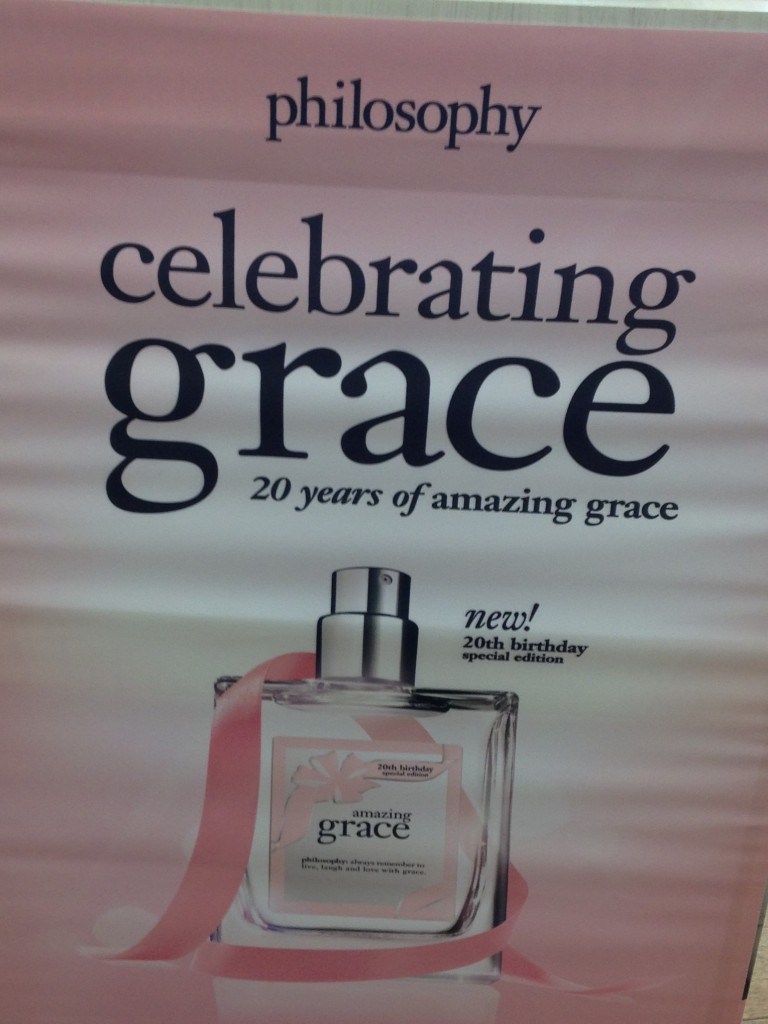 philosophy
celebrating
grace
20 years of amazing grace
new!
20th birthday
special edition
20th birthday
special edition
amazing
grace
philosophy: always remember to
live, laugh and love with grace.